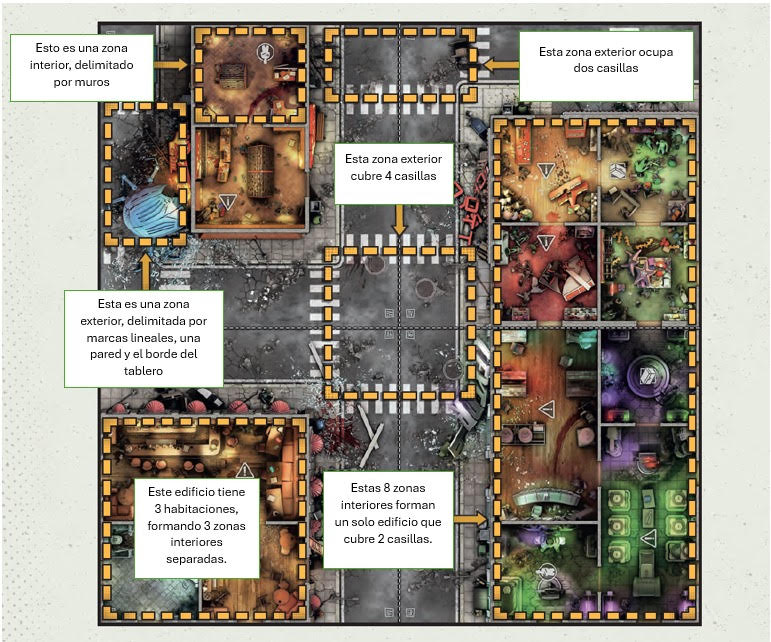 Esto es una zona
interior, delimitado
por muros
Esta zona exterior ocupa
dos casillas
Esta zona exterior
cubre 4 casillas
Esta es una zona
exterior, delimitada por
marcas lineales, una
pared y el borde del
tablero
Este edificio tiene
3 habitaciones,
formando 3 zonas
interiores
separadas.
Estas 8 zonas
interiores forman
un solo edificio que
cubre 2 casillas.